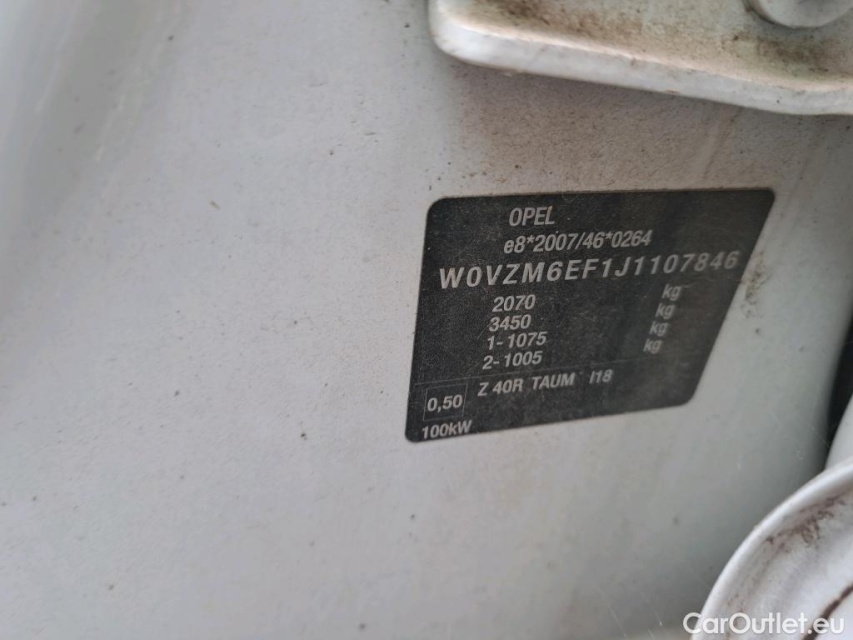 OPEL
e8*2007/46*0264
W0VZM6EF1J1107846
2070 kg
3450 kg
1-1075 kg
2-1005 kg
0,50 Z 40R TAUM I18
100kW
CarOutlet.eu